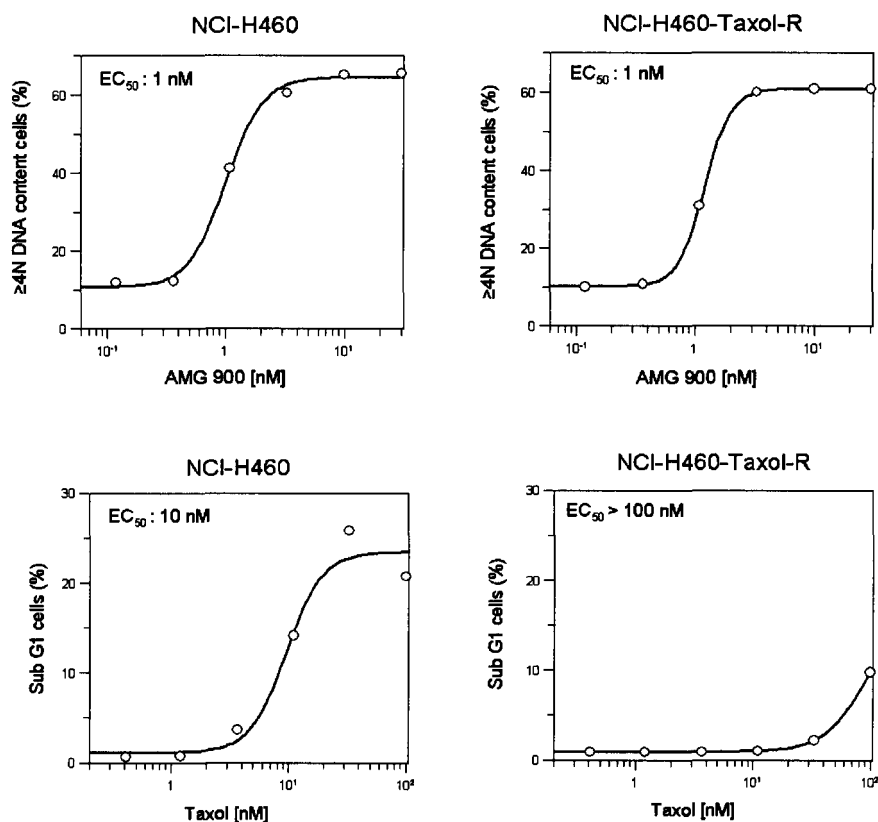 NCI-H460
EC50 : 1 nM
≥4N DNA content cells (%)
60
40
20
0
10-1
1
101
AMG 900 [nM]
NCI-H460-Taxol-R
EC50 : 1 nM
≥4N DNA content cells (%)
60
40
20
0
10-1
1
101
AMG 900 [nM]
NCI-H460
EC50 : 10 nM
Sub G1 cells (%)
30
20
10
0
1
101
102
Taxol [nM]
NCI-H460-Taxol-R
EC50 > 100 nM
Sub G1 cells (%)
30
20
10
0
1
101
102
Taxol [nM]